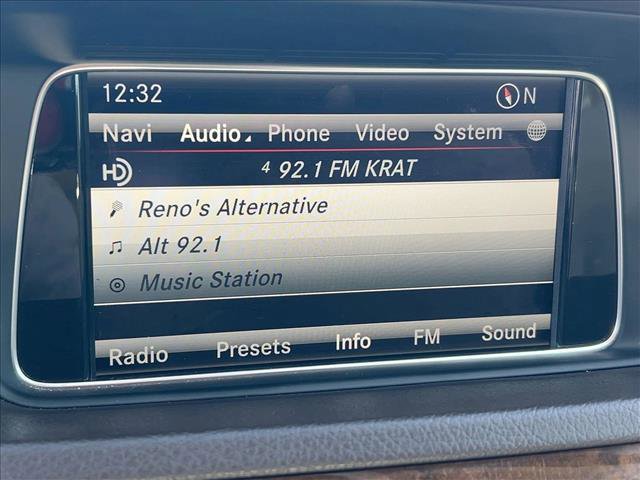 12:32 N
Navi Audio Phone Video System
HD 4 92.1 FM KRAT
Reno's Alternative
Alt 92.1
Music Station
Radio Presets Info FM Sound